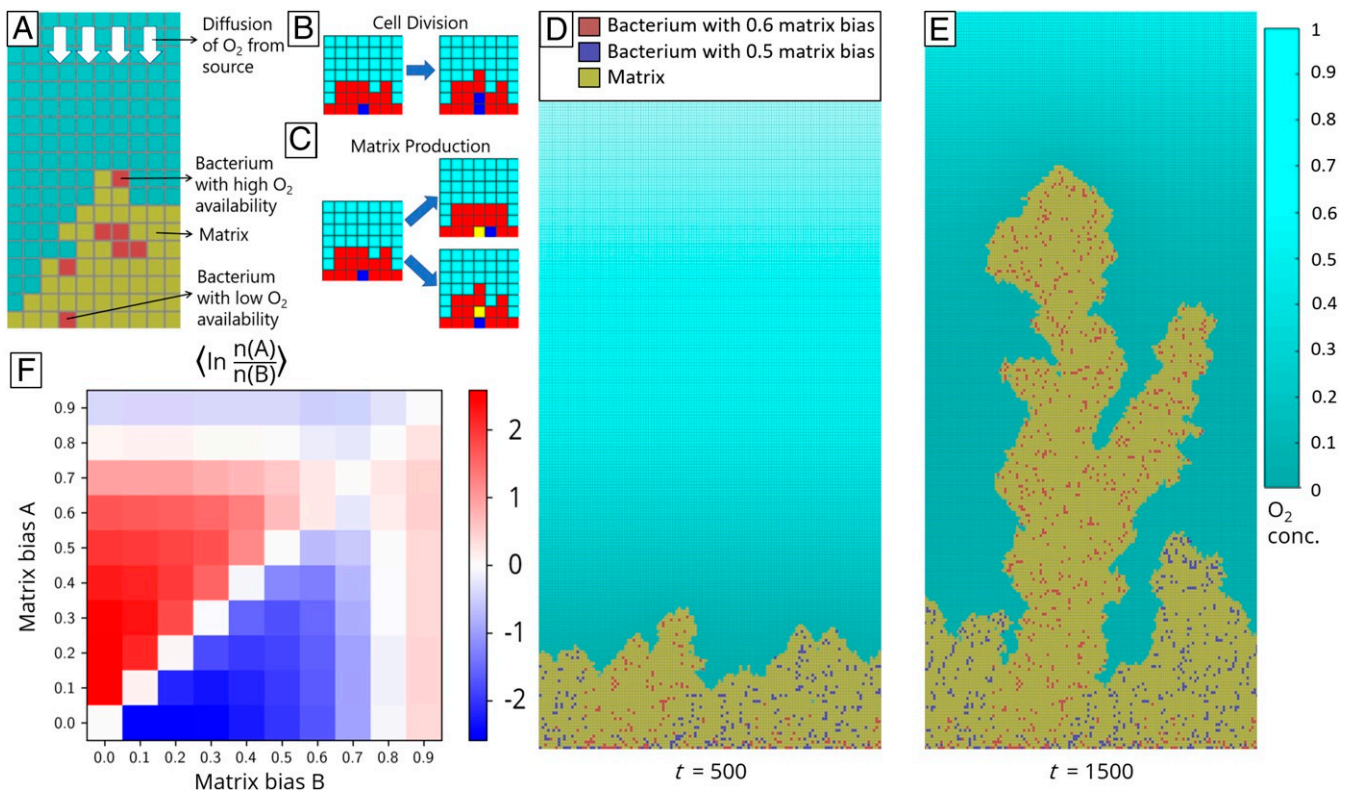 A
Diffusion
of O₂ from
source
Bacterium
with high O₂
availability
Matrix
Bacterium
with low O₂
availability
B
Cell Division
C
Matrix Production
D
Bacterium with 0.6 matrix bias
Bacterium with 0.5 matrix bias
Matrix
t = 500
E
t = 1500
1
0.9
0.8
0.7
0.6
0.5
0.4
0.3
0.2
0.1
0
O₂
conc.
F
⟨ln n(A)/n(B)⟩
Matrix bias A
0.9
0.8
0.7
0.6
0.5
0.4
0.3
0.2
0.1
0.0
0.0 0.1 0.2 0.3 0.4 0.5 0.6 0.7 0.8 0.9
Matrix bias B
2
1
0
-1
-2